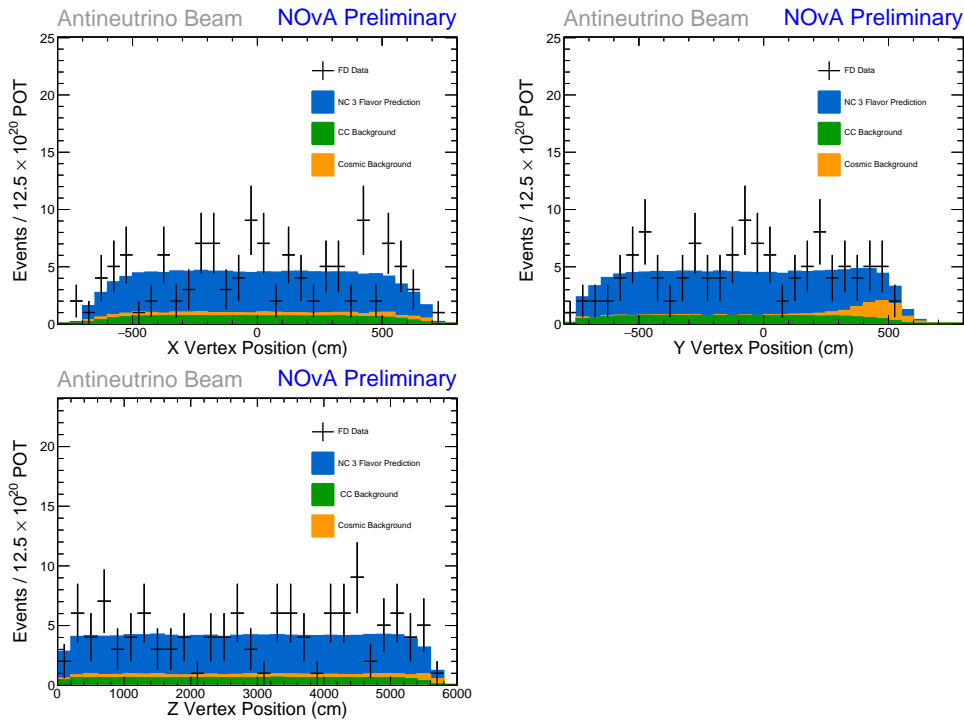 Antineutrino Beam NOvA Preliminary
25
20
15
10
5
0
Events / 12.5 × 10^20 POT
FD Data
NC 3 Flavor Prediction
CC Background
Cosmic Background
−500 0 500
X Vertex Position (cm)
Antineutrino Beam NOvA Preliminary
25
20
15
10
5
0
Events / 12.5 × 10^20 POT
FD Data
NC 3 Flavor Prediction
CC Background
Cosmic Background
−500 0 500
Y Vertex Position (cm)
Antineutrino Beam NOvA Preliminary
20
15
10
5
0
Events / 12.5 × 10^20 POT
FD Data
NC 3 Flavor Prediction
CC Background
Cosmic Background
0 1000 2000 3000 4000 5000 6000
Z Vertex Position (cm)